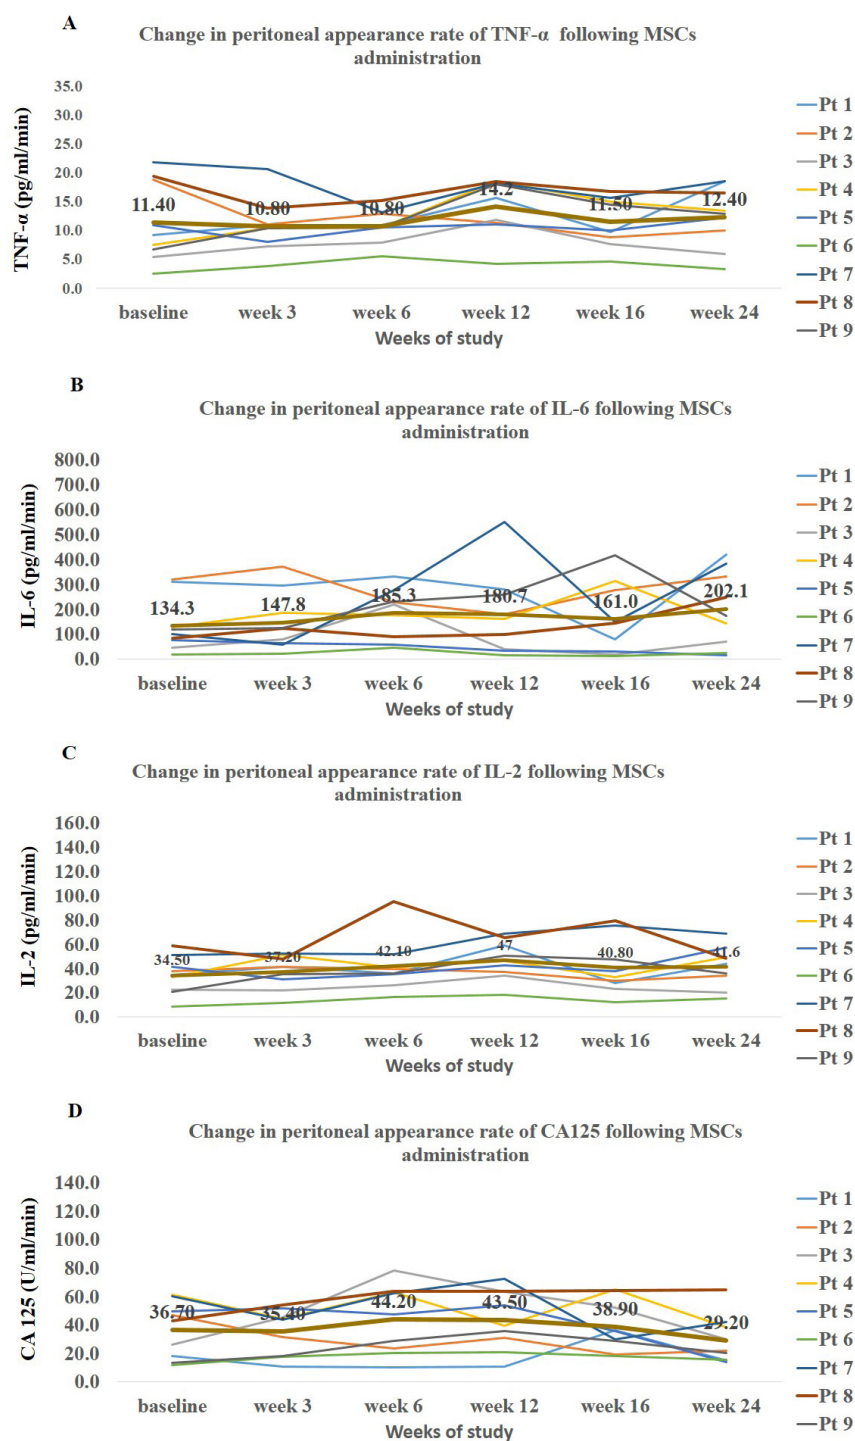 A
Change in peritoneal appearance rate of TNF-α following MSCs
administration
TNF-α (pg/ml/min)
35.0
30.0
25.0
20.0
15.0
10.0
5.0
0.0
11.40 10.80 10.80 14.2 11.50 12.40
baseline week 3 week 6 week 12 week 16 week 24
Weeks of study
Pt 1
Pt 2
Pt 3
Pt 4
Pt 5
Pt 6
Pt 7
Pt 8
Pt 9
B
Change in peritoneal appearance rate of IL-6 following MSCs
administration
IL-6 (pg/ml/min)
800.0
700.0
600.0
500.0
400.0
300.0
200.0
100.0
0.0
134.3 147.8 185.3 180.7 161.0 202.1
baseline week 3 week 6 week 12 week 16 week 24
Weeks of study
Pt 1
Pt 2
Pt 3
Pt 4
Pt 5
Pt 6
Pt 7
Pt 8
Pt 9
C
Change in peritoneal appearance rate of IL-2 following MSCs
administration
IL-2 (pg/ml/min)
160.0
140.0
120.0
100.0
80.0
60.0
40.0
20.0
0.0
34.50 37.20 42.10 47 40.80 41.6
baseline week 3 week 6 week 12 week 16 week 24
Weeks of study
Pt 1
Pt 2
Pt 3
Pt 4
Pt 5
Pt 6
Pt 7
Pt 8
Pt 9
D
Change in peritoneal appearance rate of CA125 following MSCs
administration
CA 125 (U/ml/min)
140.0
120.0
100.0
80.0
60.0
40.0
20.0
0.0
36.70 35.40 44.20 43.50 38.90 29.20
baseline week 3 week 6 week 12 week 16 week 24
Weeks of study
Pt 1
Pt 2
Pt 3
Pt 4
Pt 5
Pt 6
Pt 7
Pt 8
Pt 9